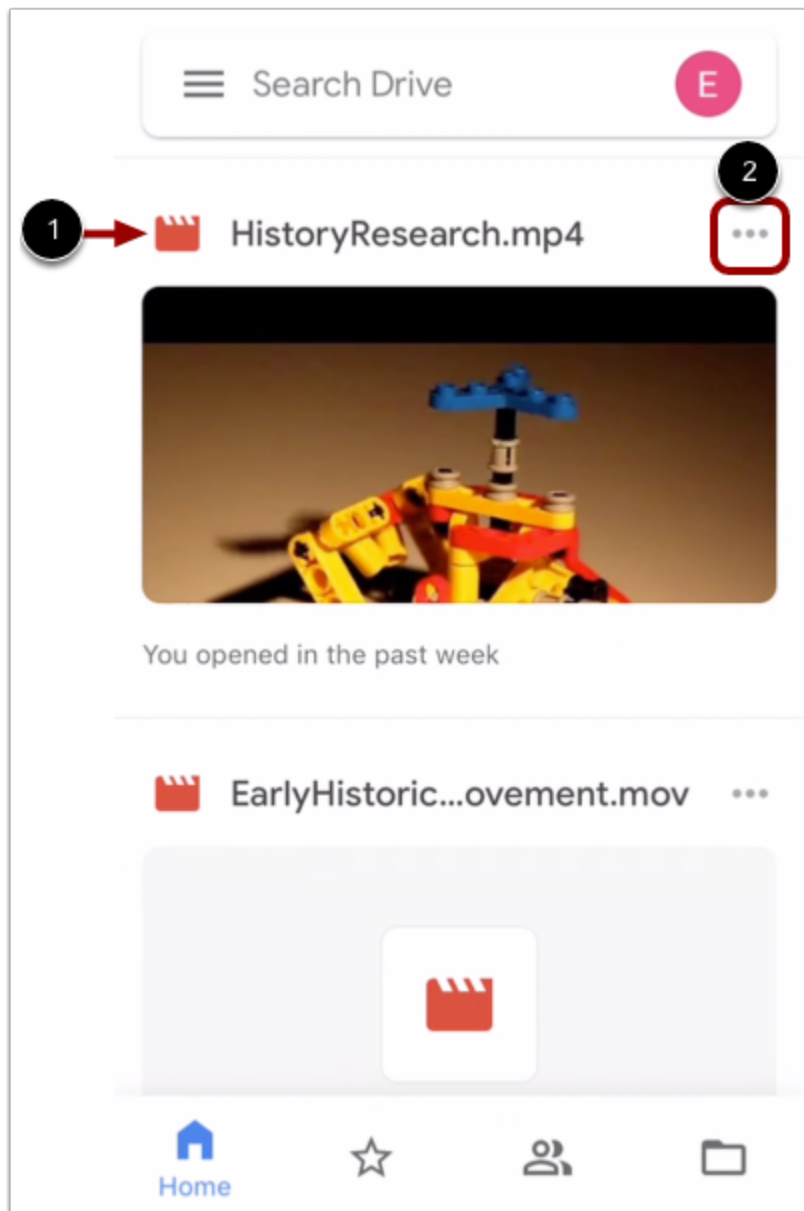 Search Drive
E
2
1
HistoryResearch.mp4
You opened in the past week
EarlyHistoric...ovement.mov
Home